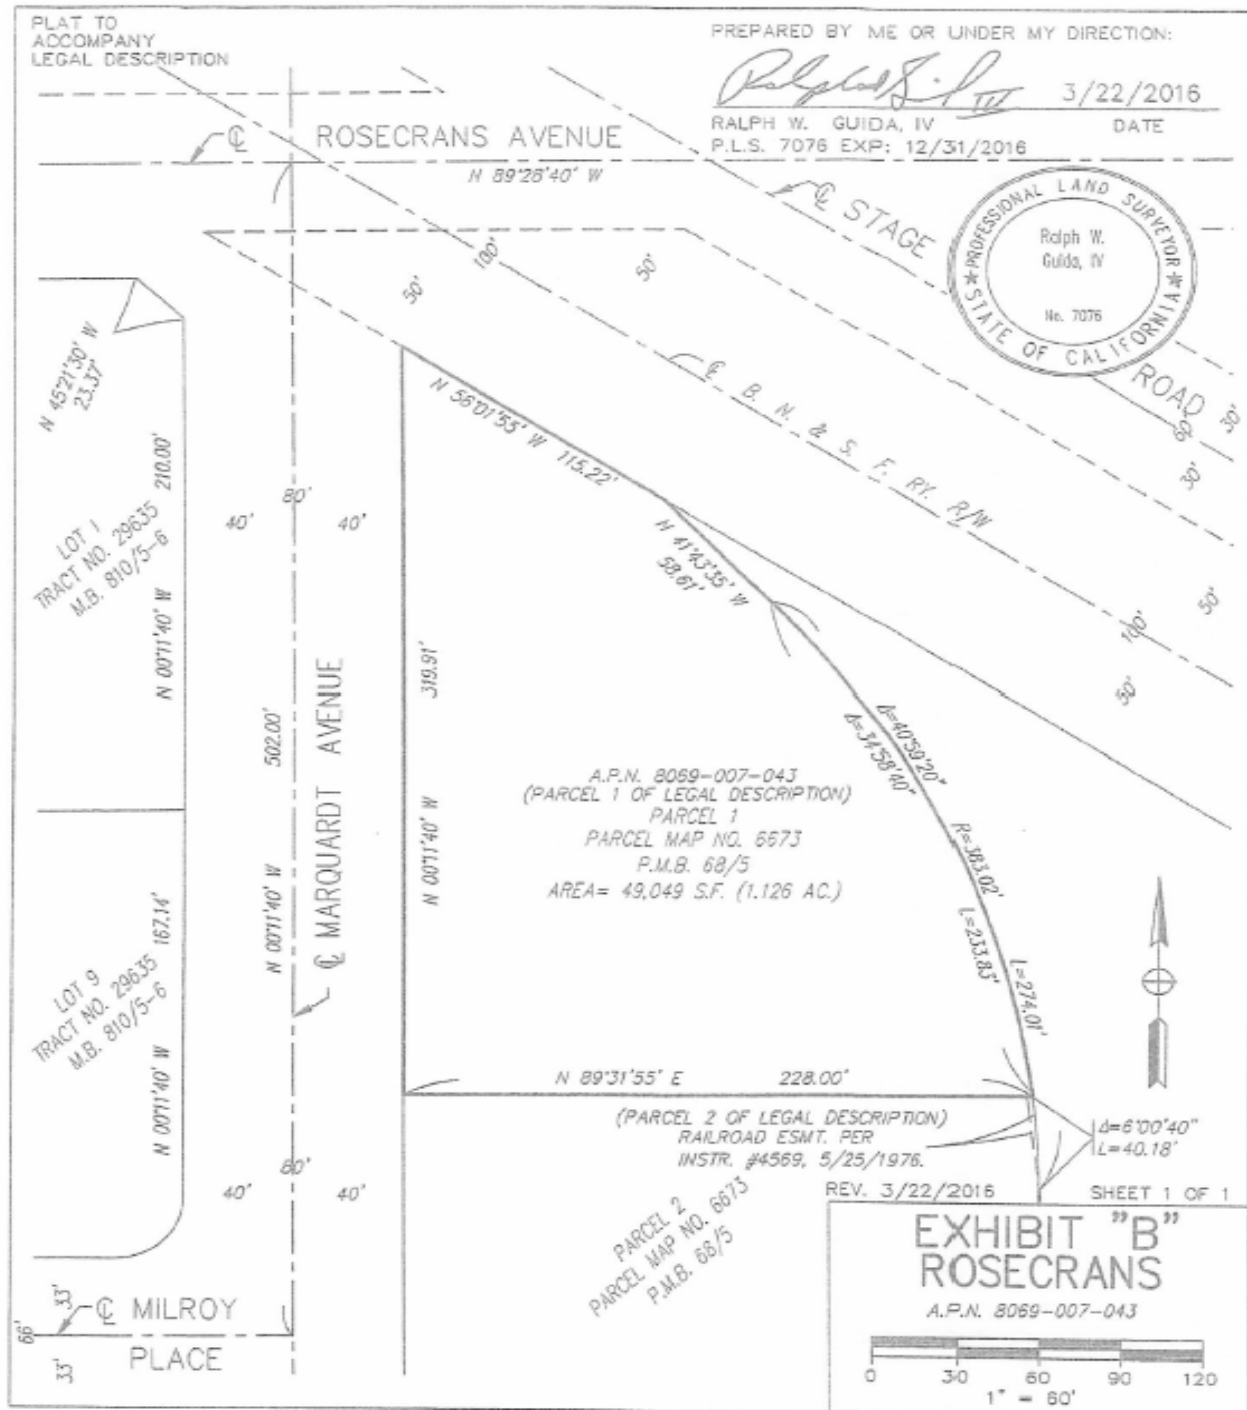 PLAT TO
ACCOMPANY
LEGAL DESCRIPTION
PREPARED BY ME OR UNDER MY DIRECTION:
3/22/2016
RALPH W. GUIDA, IV
DATE
P.L.S. 7076 EXP: 12/31/2016
PROFESSIONAL LAND SURVEYOR
STATE OF CALIFORNIA
Ralph W.
Guida, IV
No. 7076
℄ ROSECRANS AVENUE
N 89°28'40" W
℄ STAGE ROAD
30'
60'
30'
50'
100'
50'
℄ B. N. & S. F. RY. R/W
50'
100'
50'
N 45°21'30" W
23.37'
LOT 1
TRACT NO. 29635
M.B. 810/5-6
210.00'
N 00°11'40" W
80'
40'
40'
N 56°01'55" W 115.22'
N 41°43'35" W
58.61'
℄ MARQUARDT AVENUE
502.00'
N 00°11'40" W
319.91'
N 00°11'40" W
Δ=40°59'20"
Δ=34°58'40"
R=383.02'
L=233.83'
L=274.01'
A.P.N. 8069-007-043
(PARCEL 1 OF LEGAL DESCRIPTION)
PARCEL 1
PARCEL MAP NO. 6673
P.M.B. 68/5
AREA= 49,049 S.F. (1.126 AC.)
LOT 9
TRACT NO. 29635
M.B. 810/5-6
167.14'
N 00°11'40" W
N 89°31'55" E 228.00'
(PARCEL 2 OF LEGAL DESCRIPTION)
RAILROAD ESMT. PER
INSTR. #4569, 5/25/1976.
Δ=6°00'40"
L=40.18'
80'
40'
40'
PARCEL 2
PARCEL MAP NO. 6673
P.M.B. 68/5
33'
66'
33'
℄ MILROY
PLACE
REV. 3/22/2016
SHEET 1 OF 1
EXHIBIT "B"
ROSECRANS
A.P.N. 8069-007-043
0 30 60 90 120
1" = 60'